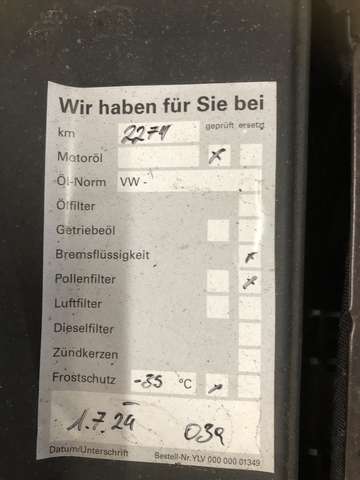 Wir haben für Sie bei
km 2271 geprüft ersetzt
Motoröl x
Öl-Norm VW -
Ölfilter
Getriebeöl
Bremsflüssigkeit x
Pollenfilter x
Luftfilter
Dieselfilter
Zündkerzen
Frostschutz -35 °C
1.7.24 039
Datum/Unterschrift Bestell-Nr. YLV 000 000 01349